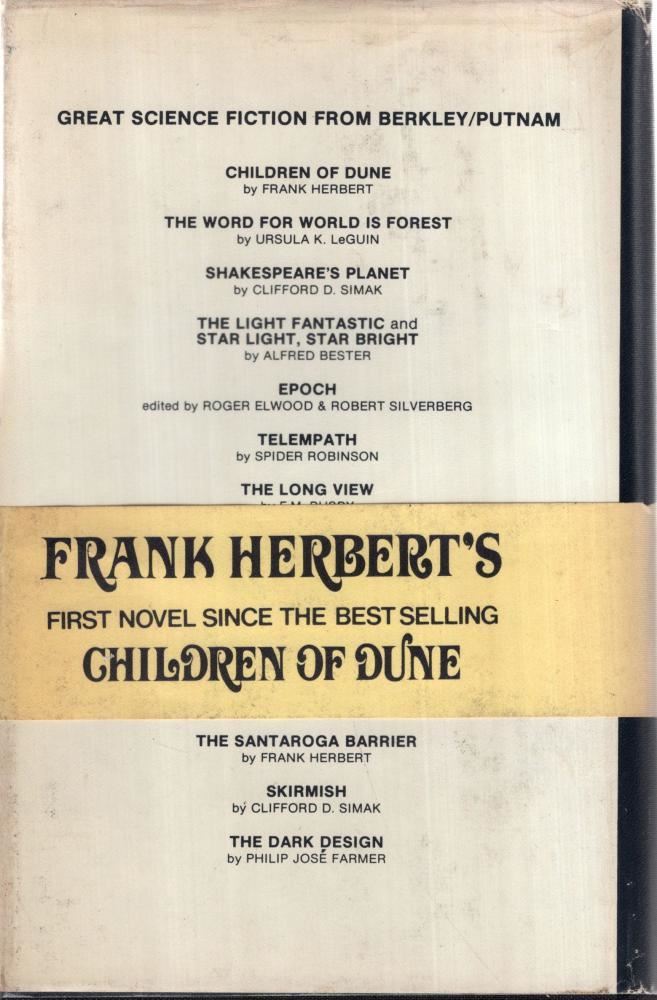 GREAT SCIENCE FICTION FROM BERKLEY/PUTNAM
CHILDREN OF DUNE
by FRANK HERBERT
THE WORD FOR WORLD IS FOREST
by URSULA K. LeGUIN
SHAKESPEARE'S PLANET
by CLIFFORD D. SIMAK
THE LIGHT FANTASTIC and
STAR LIGHT, STAR BRIGHT
by ALFRED BESTER
EPOCH
edited by ROGER ELWOOD & ROBERT SILVERBERG
TELEMPATH
by SPIDER ROBINSON
THE LONG VIEW
FRANK HERBERT'S
FIRST NOVEL SINCE THE BEST SELLING
CHILDREN OF DUNE
THE SANTAROGA BARRIER
by FRANK HERBERT
SKIRMISH
by CLIFFORD D. SIMAK
THE DARK DESIGN
by PHILIP JOSÉ FARMER